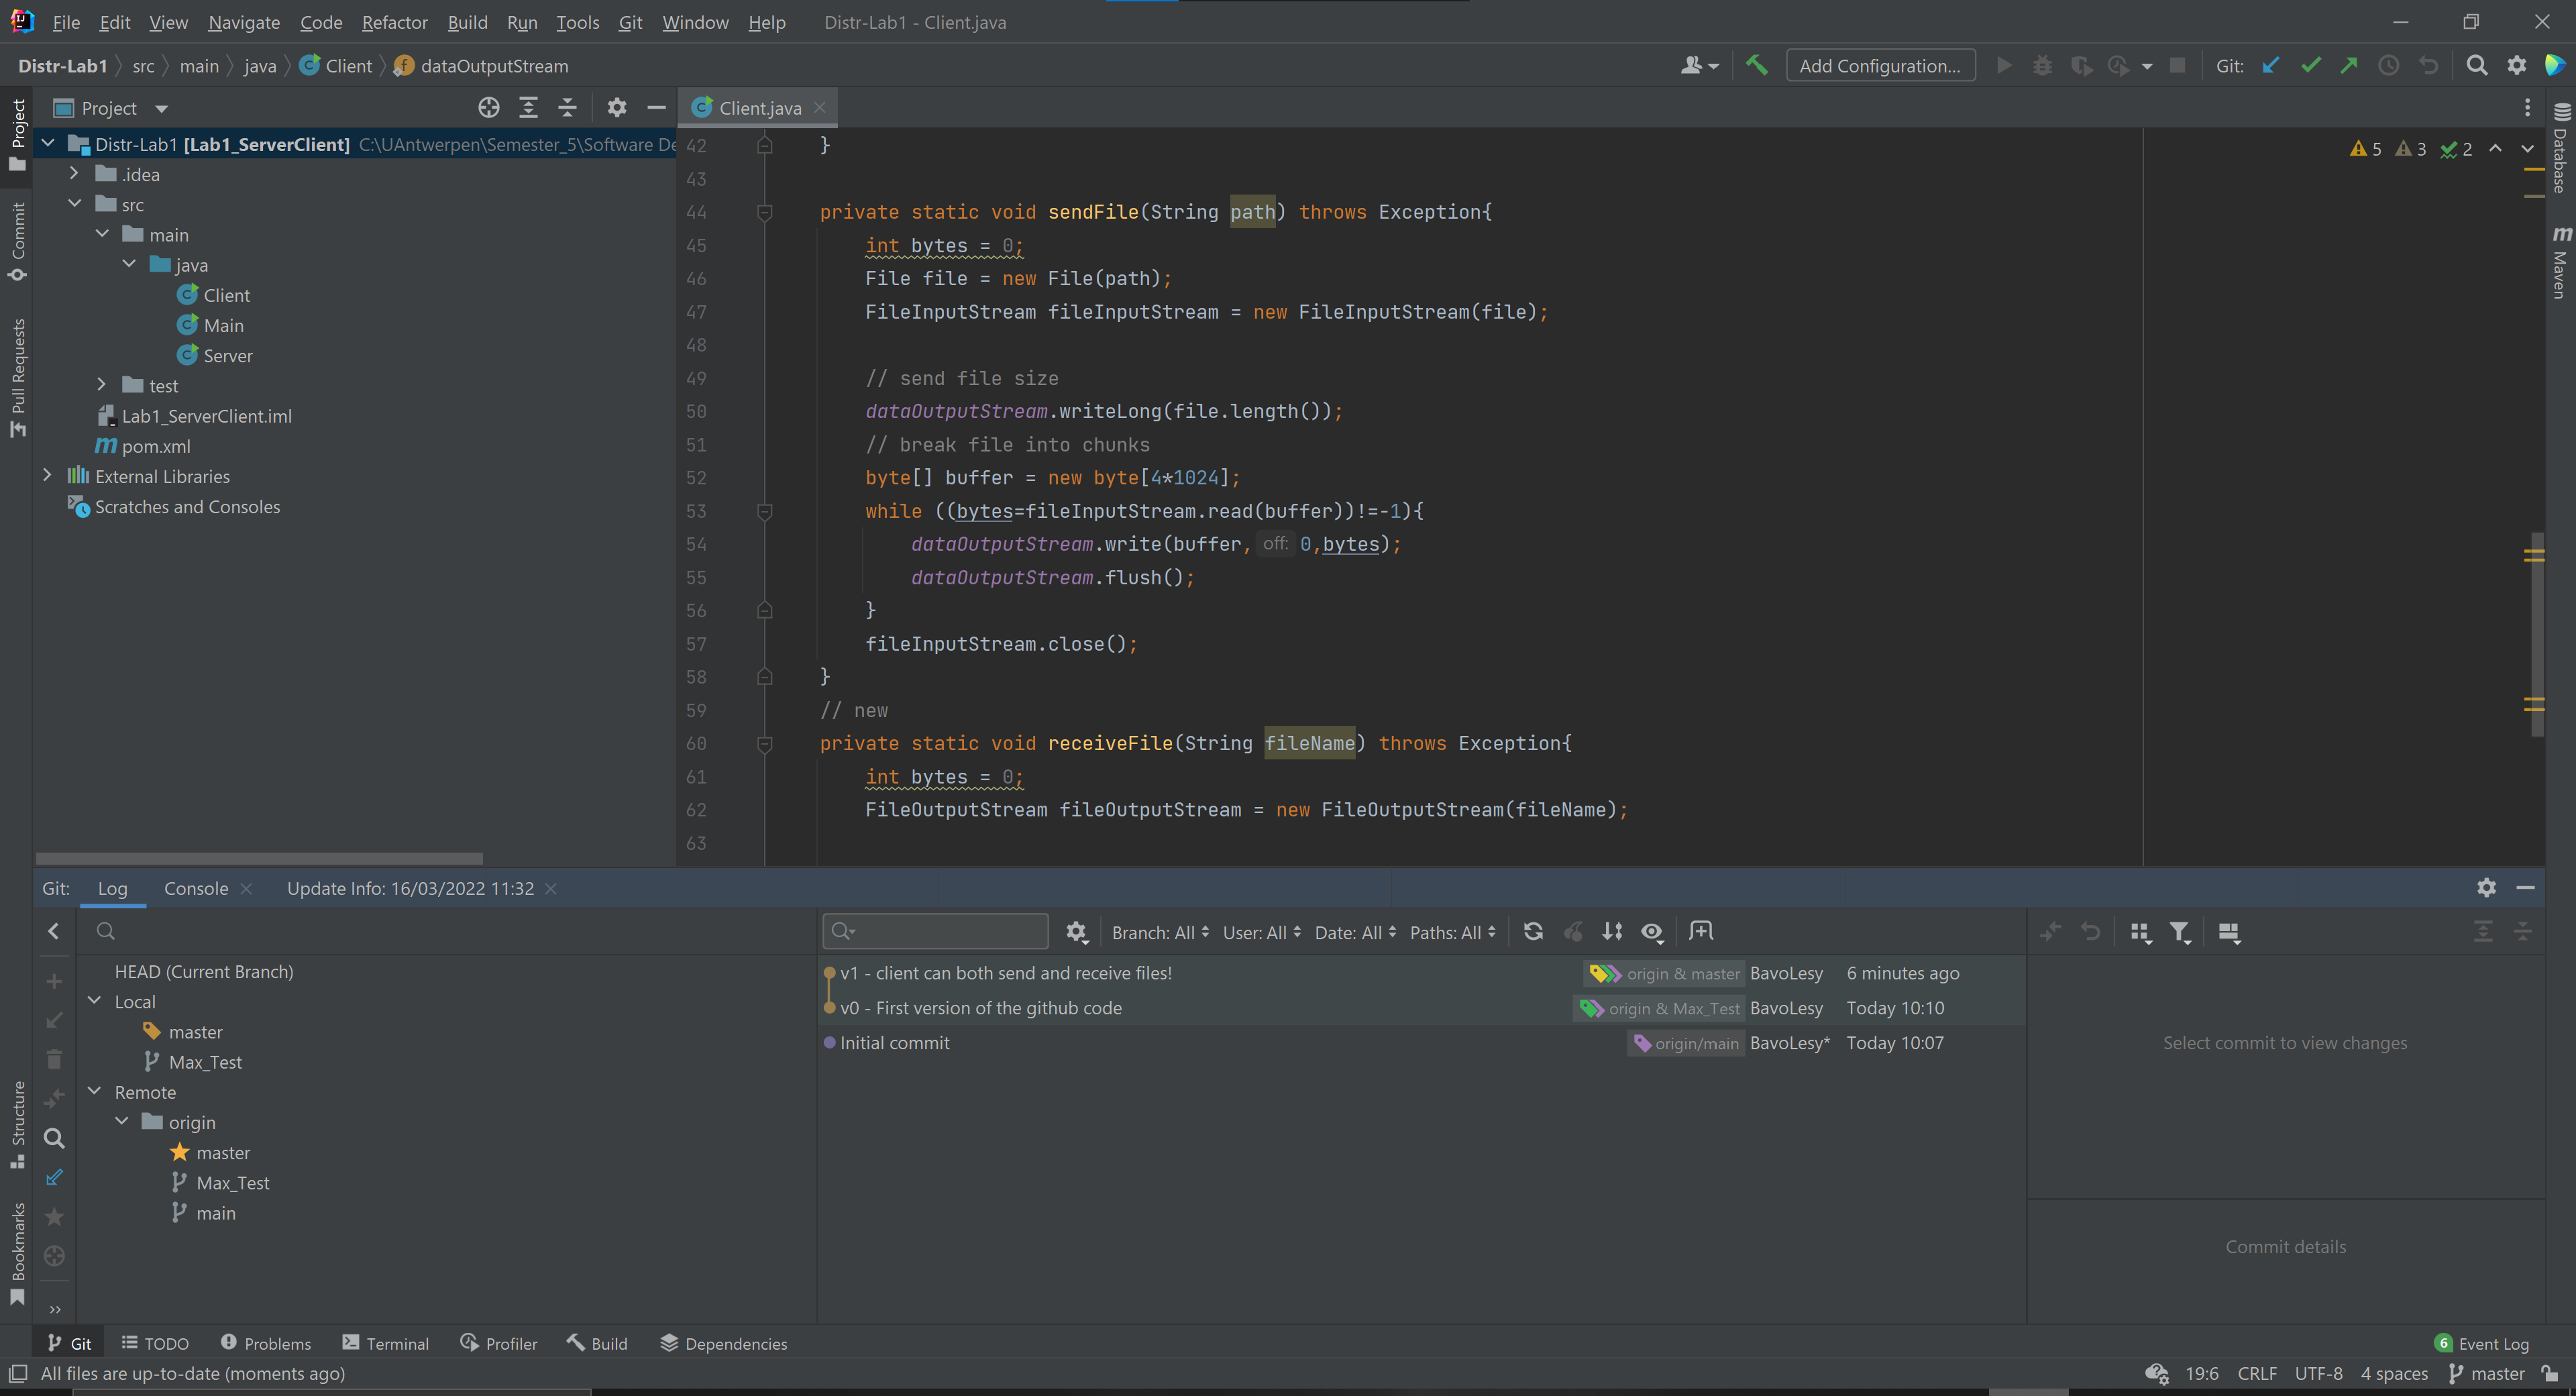 File Edit View Navigate Code Refactor Build Run Tools Git Window Help Distr-Lab1 - Client.java
Distr-Lab1 src main java Client dataOutputStream Add Configuration... Git:
Project
Client.java
Distr-Lab1 [Lab1_ServerClient] C:\UAntwerpen\Semester_5\Software De
.idea
src
main
java
Client
Main
Server
test
Lab1_ServerClient.iml
pom.xml
External Libraries
Scratches and Consoles
Project
Commit
Pull Requests
Structure
Bookmarks
5 3 2
42 }
43
44 private static void sendFile(String path) throws Exception{
45 int bytes = 0;
46 File file = new File(path);
47 FileInputStream fileInputStream = new FileInputStream(file);
48
49 // send file size
50 dataOutputStream.writeLong(file.length());
51 // break file into chunks
52 byte[] buffer = new byte[4*1024];
53 while ((bytes=fileInputStream.read(buffer))!=-1){
54 dataOutputStream.write(buffer, off: 0,bytes);
55 dataOutputStream.flush();
56 }
57 fileInputStream.close();
58 }
59 // new
60 private static void receiveFile(String fileName) throws Exception{
61 int bytes = 0;
62 FileOutputStream fileOutputStream = new FileOutputStream(fileName);
63
Database
Maven
Git: Log Console Update Info: 16/03/2022 11:32
Branch: All User: All Date: All Paths: All
HEAD (Current Branch)
Local
master
Max_Test
Remote
origin
master
Max_Test
main
v1 - client can both send and receive files! origin & master BavoLesy 6 minutes ago
v0 - First version of the github code origin & Max_Test BavoLesy Today 10:10
Initial commit origin/main BavoLesy* Today 10:07
Select commit to view changes
Commit details
Git TODO Problems Terminal Profiler Build Dependencies 6 Event Log
All files are up-to-date (moments ago) 19:6 CRLF UTF-8 4 spaces master